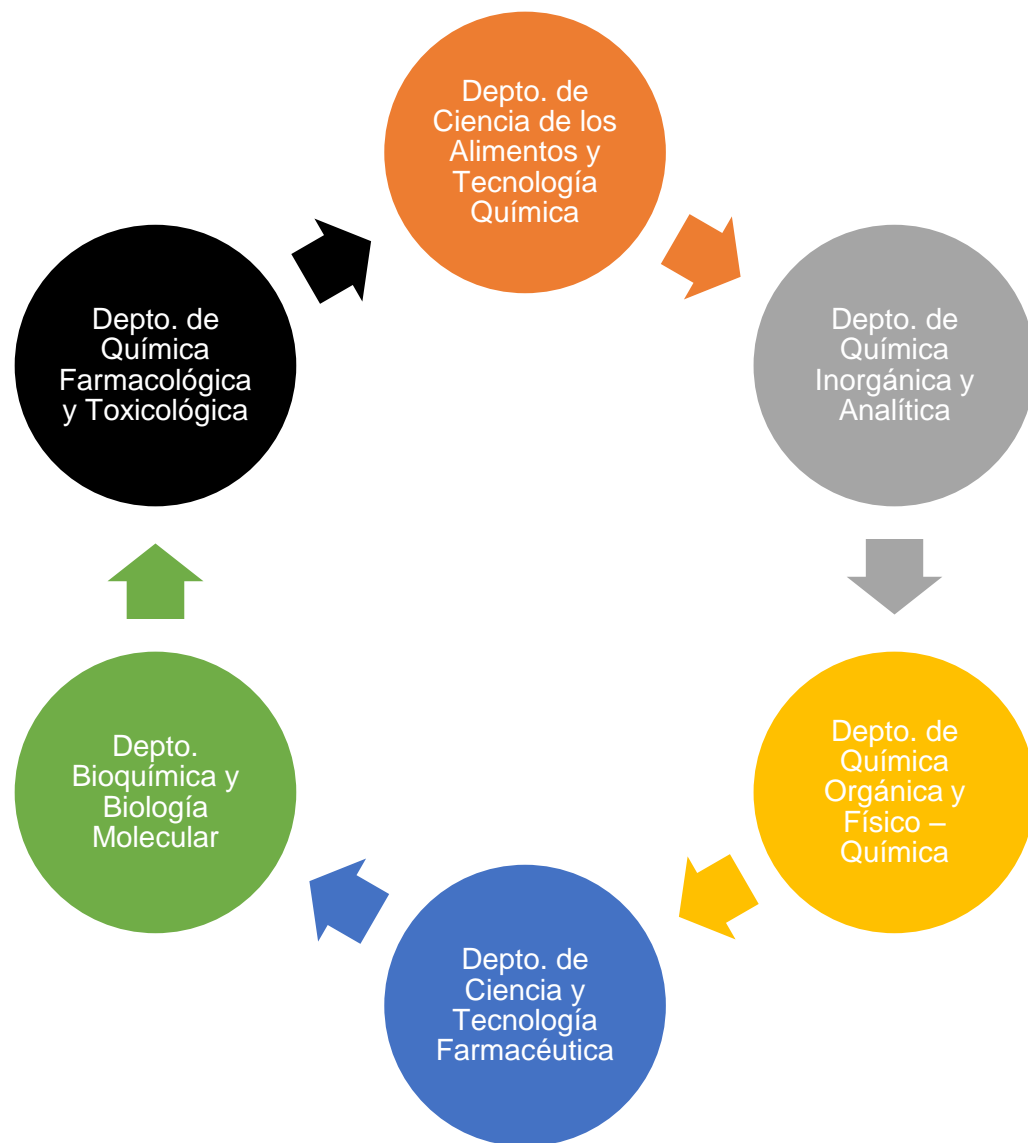 Depto. de
Ciencia de los
Alimentos y
Tecnología
Química
Depto. de
Química
Inorgánica y
Analítica
Depto. de
Química
Orgánica y
Físico –
Química
Depto. de
Ciencia y
Tecnología
Farmacéutica
Depto.
Bioquímica y
Biología
Molecular
Depto. de
Química
Farmacológica
y Toxicológica